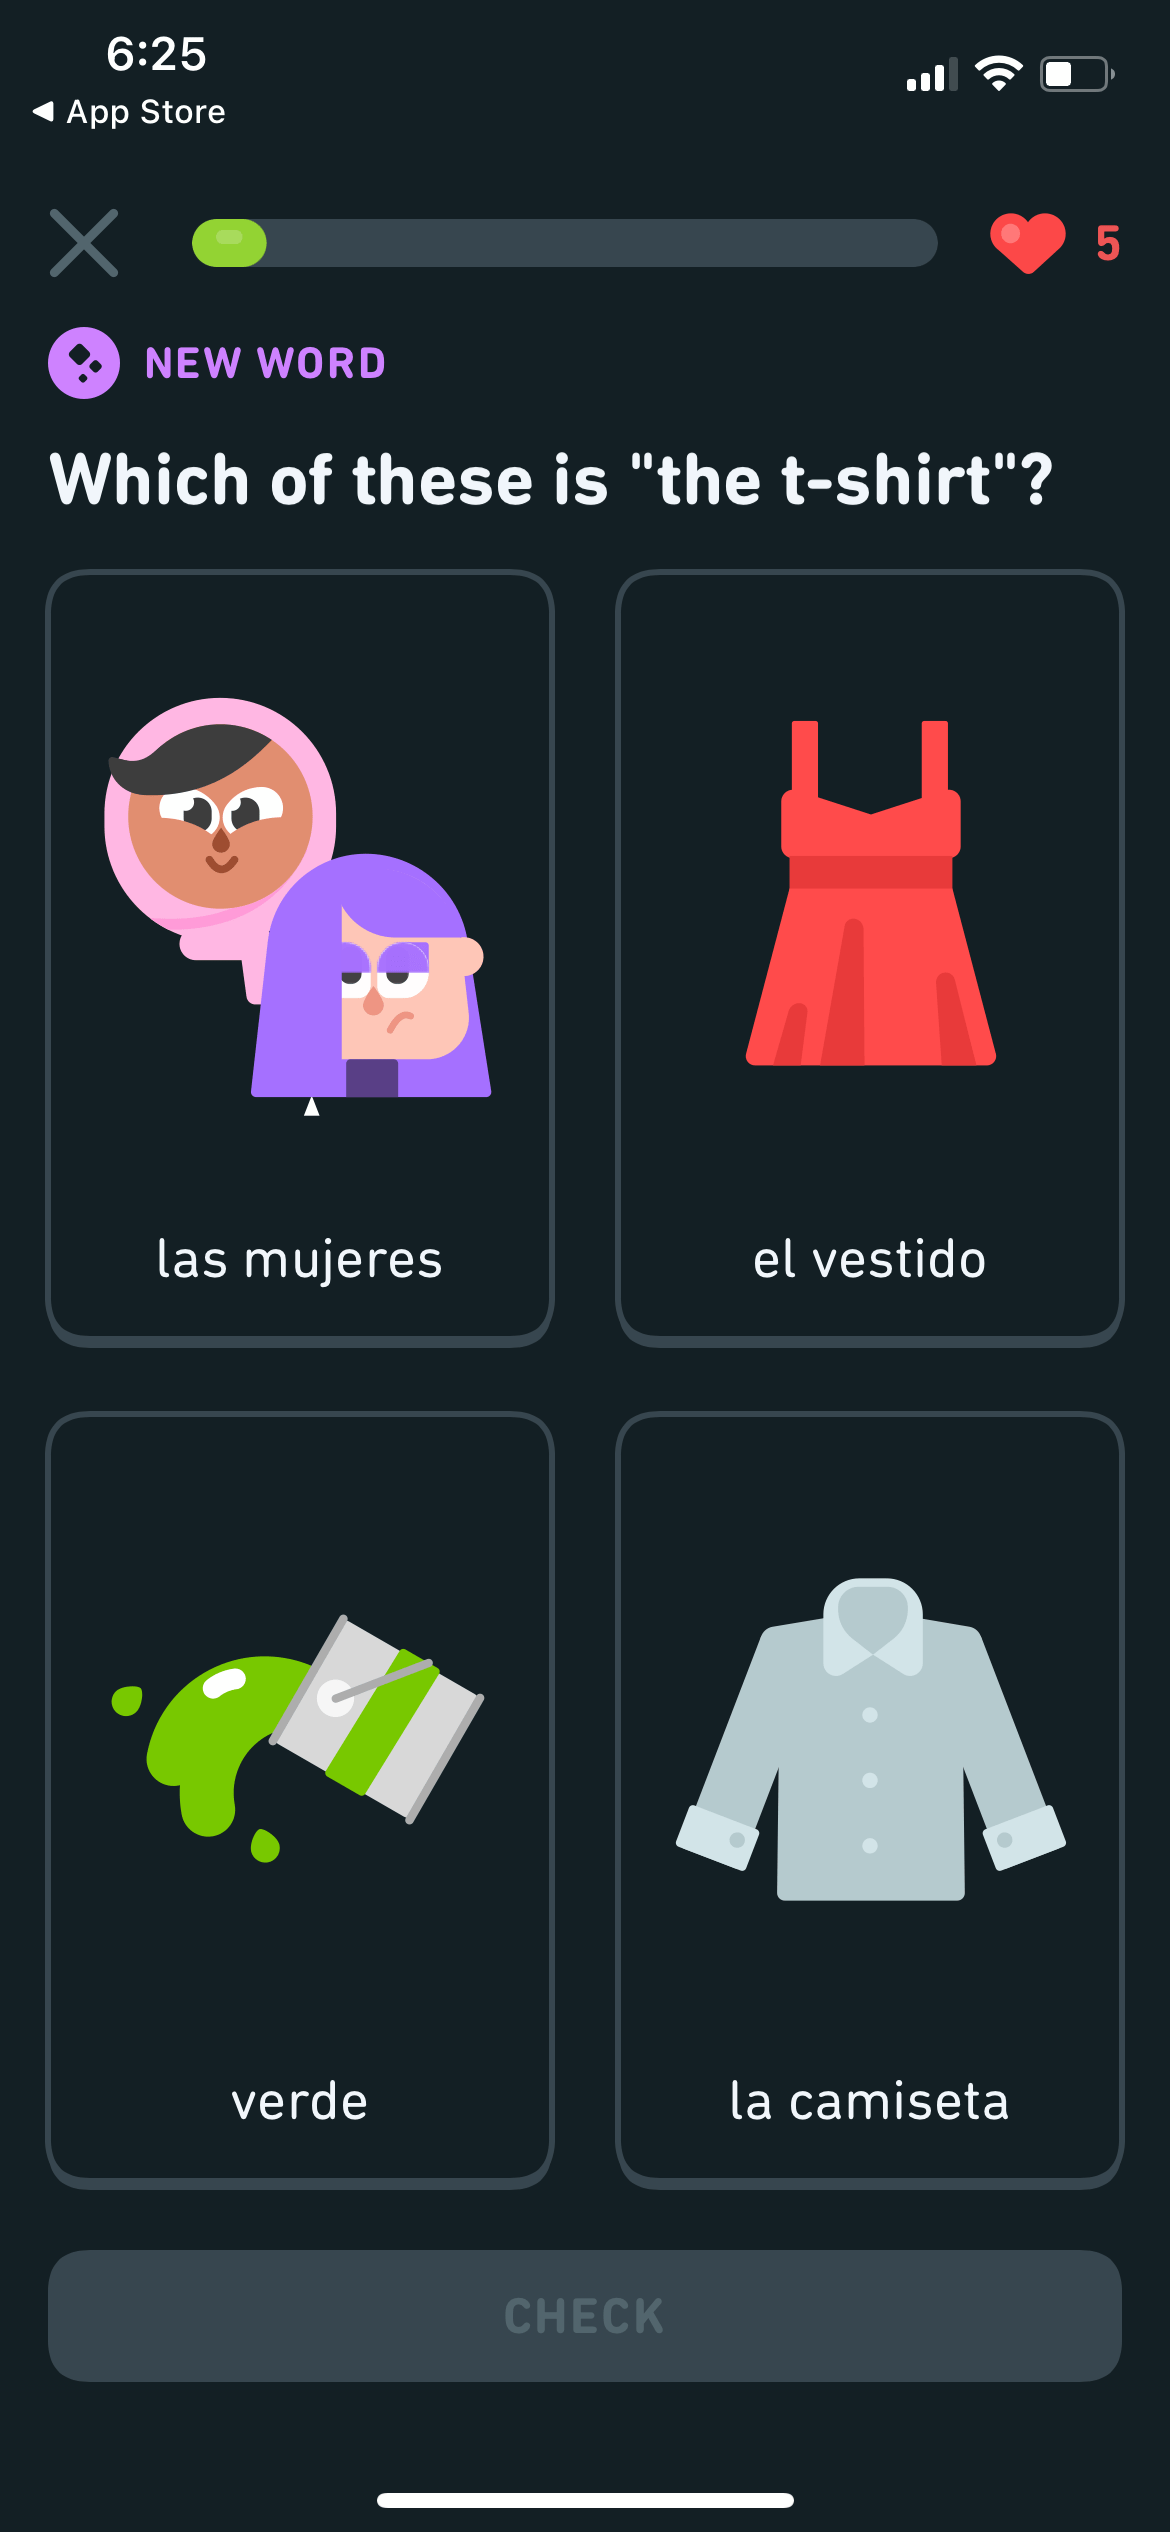 6:25
App Store
5
NEW WORD
Which of these is "the t-shirt"?
las mujeres
el vestido
verde
la camiseta
CHECK